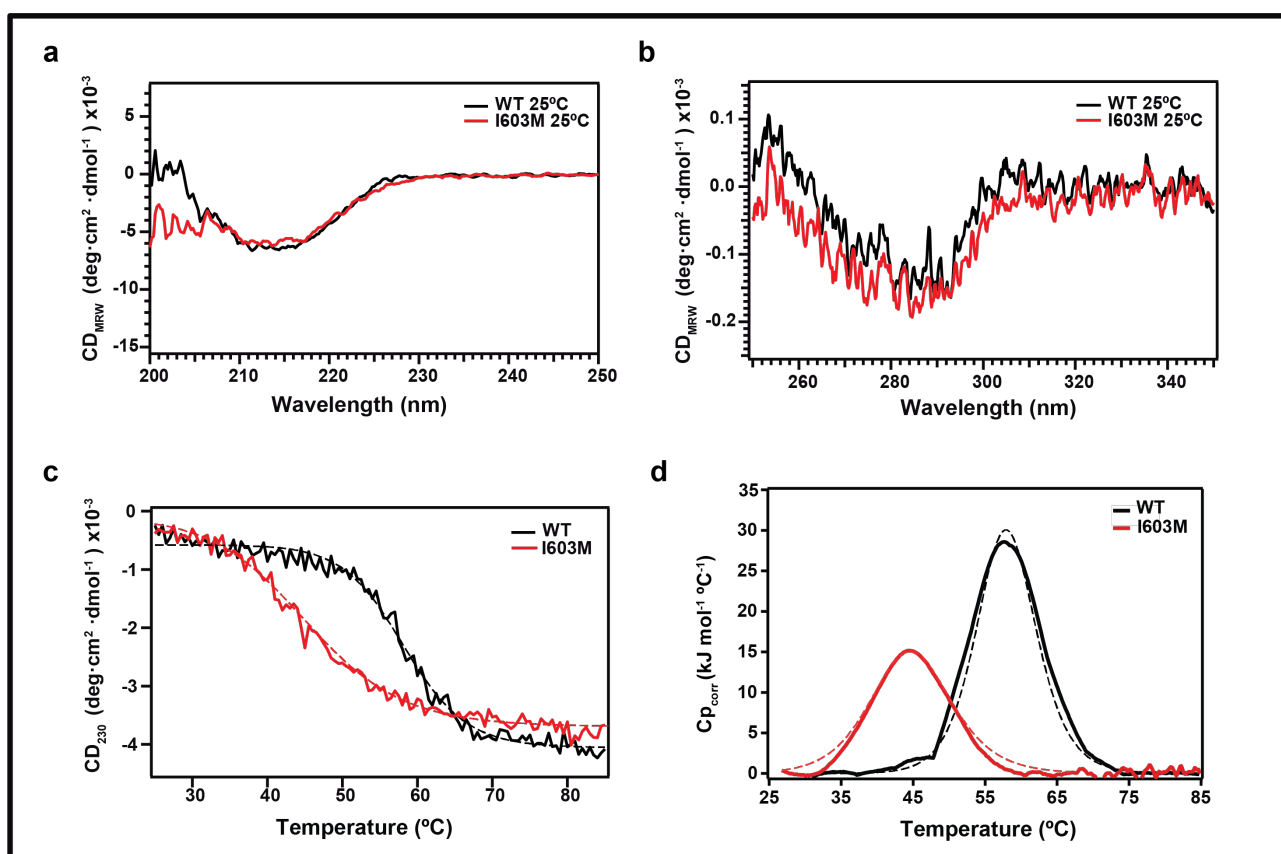 a
CD_MRW (deg·cm² ·dmol⁻¹ ) x10⁻³
5
0
-5
-10
-15
WT 25ºC
I603M 25ºC
200 210 220 230 240 250
Wavelength (nm)
b
CD_MRW (deg·cm² ·dmol⁻¹ ) x10⁻³
0.1
0.0
-0.1
-0.2
WT 25ºC
I603M 25ºC
260 280 300 320 340
Wavelength (nm)
c
CD_230 (deg·cm² ·dmol⁻¹ ) x10⁻³
0
-1
-2
-3
-4
WT
I603M
30 40 50 60 70 80
Temperature (ºC)
d
Cp_corr (kJ mol⁻¹ ºC⁻¹)
35
30
25
20
15
10
5
0
WT
I603M
25 35 45 55 65 75 85
Temperature (ºC)